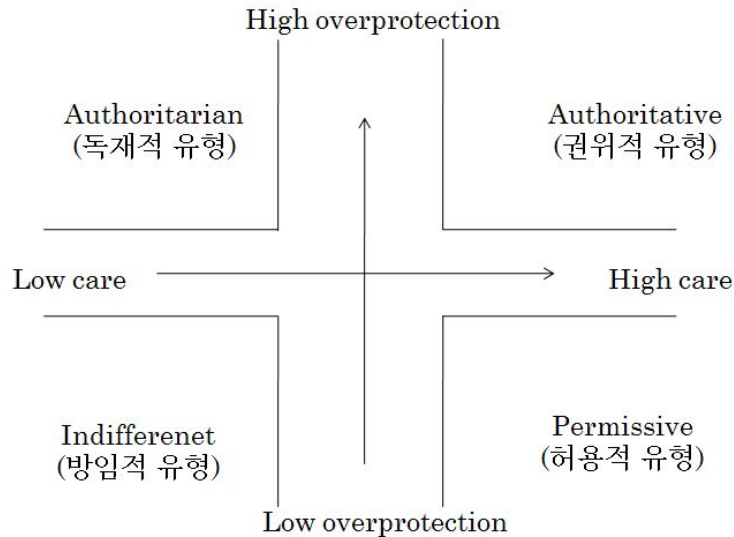 High overprotection
Authoritarian
(독재적 유형)
Authoritative
(권위적 유형)
Low care
High care
Indifferenet
(방임적 유형)
Permissive
(허용적 유형)
Low overprotection